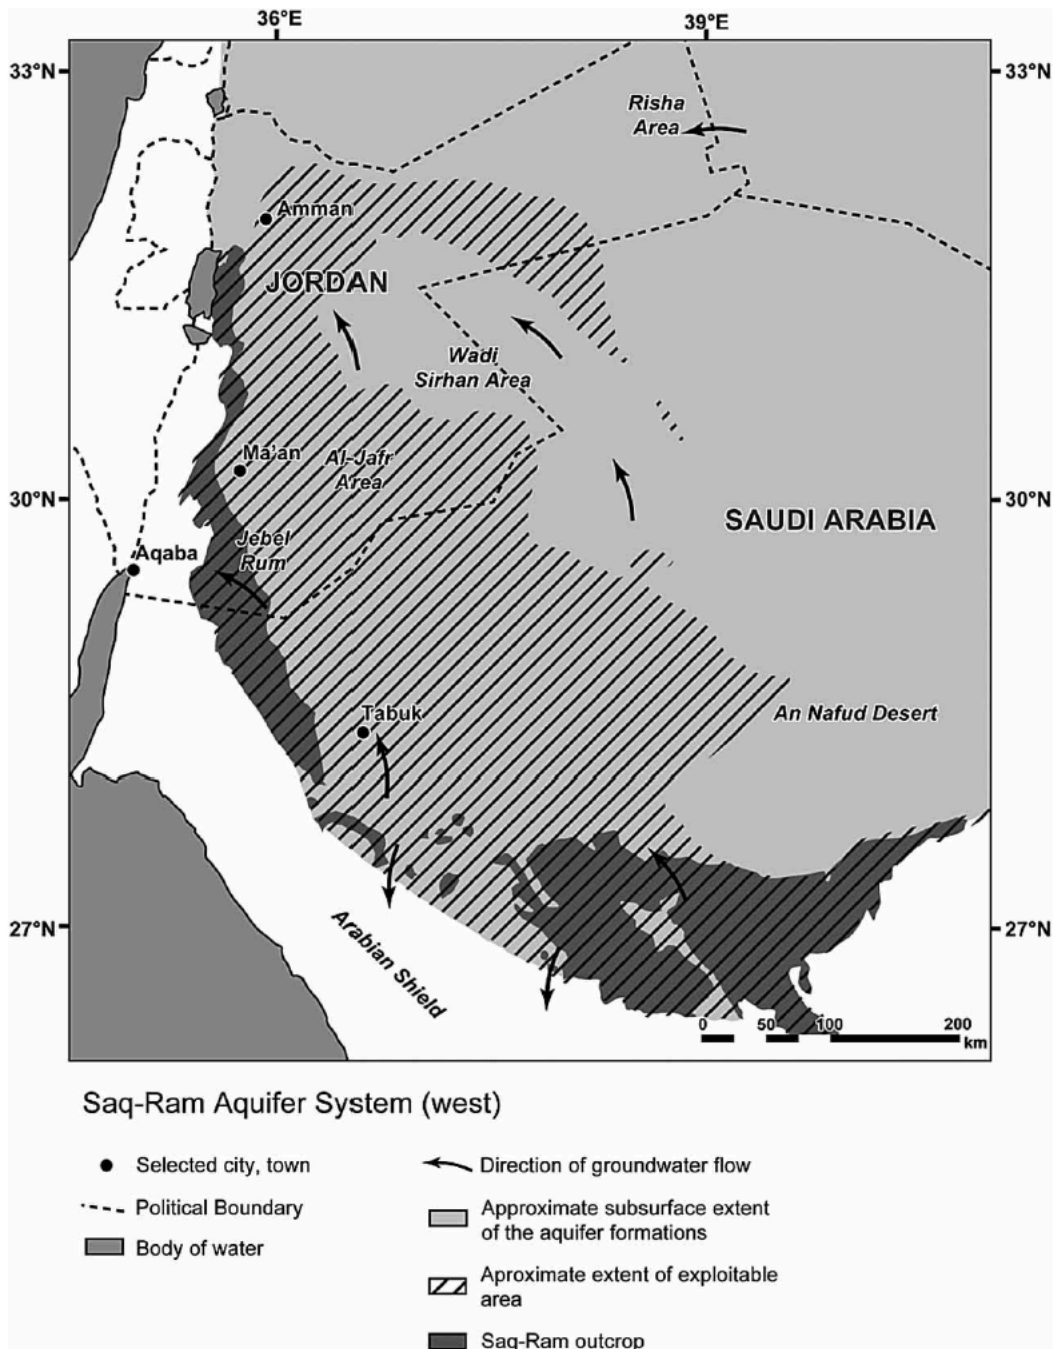 36°E
39°E
33°N
33°N
Risha
Area
Amman
JORDAN
Wadi
Sirhan Area
Ma'an
Al-Jafr
Area
30°N
30°N
SAUDI ARABIA
Jebel
Rum
Aqaba
Tabuk
An Nafud Desert
27°N
27°N
Arabian Shield
0 50 100 200
km
Saq-Ram Aquifer System (west)
Selected city, town
Political Boundary
Body of water
Direction of groundwater flow
Approximate subsurface extent
of the aquifer formations
Aproximate extent of exploitable
area
Saq-Ram outcrop